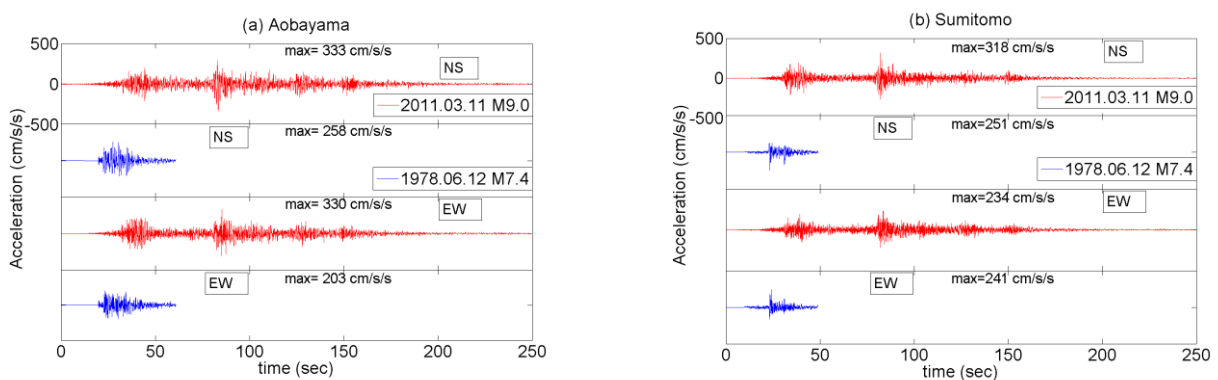 (a) Aobayama
500
max= 333 cm/s/s
NS
0
2011.03.11 M9.0
-500
NS
max= 258 cm/s/s
1978.06.12 M7.4
max= 330 cm/s/s
EW
EW
max= 203 cm/s/s
Acceleration (cm/s/s)
0 50 100 150 200 250
time (sec)
(b) Sumitomo
500
max=318 cm/s/s
NS
0
2011.03.11 M9.0
-500
NS
max=251 cm/s/s
1978.06.12 M7.4
max=234 cm/s/s
EW
EW
max=241 cm/s/s
Acceleration (cm/s/s)
0 50 100 150 200 250
time (sec)